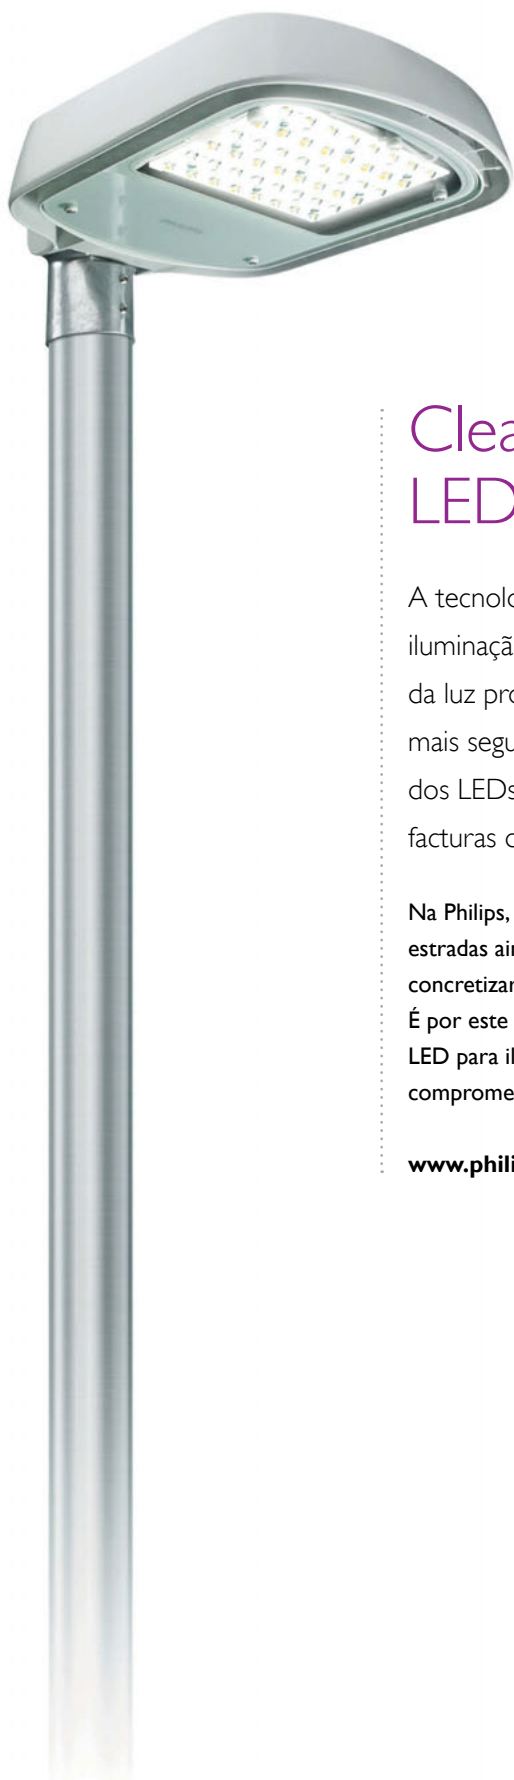 Clea
LED
A tecnolo
iluminaçã
da luz pro
mais segu
dos LEDs
facturas
Na Philips,
estradas air
concretizar
É por este
LED para il
comprome
www.phili